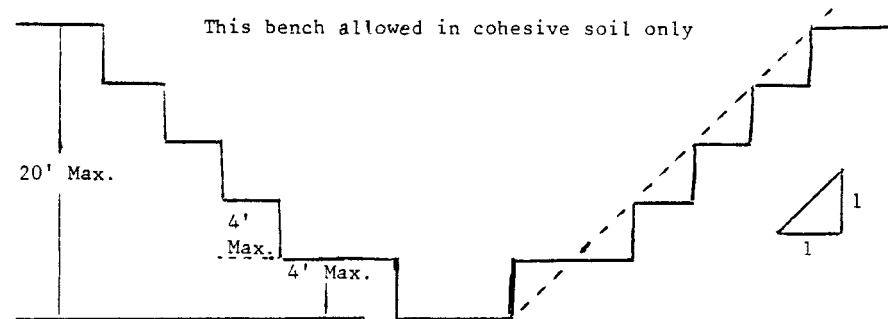 This bench allowed in cohesive soil only
20' Max.
4'
Max.
4' Max.
1
1